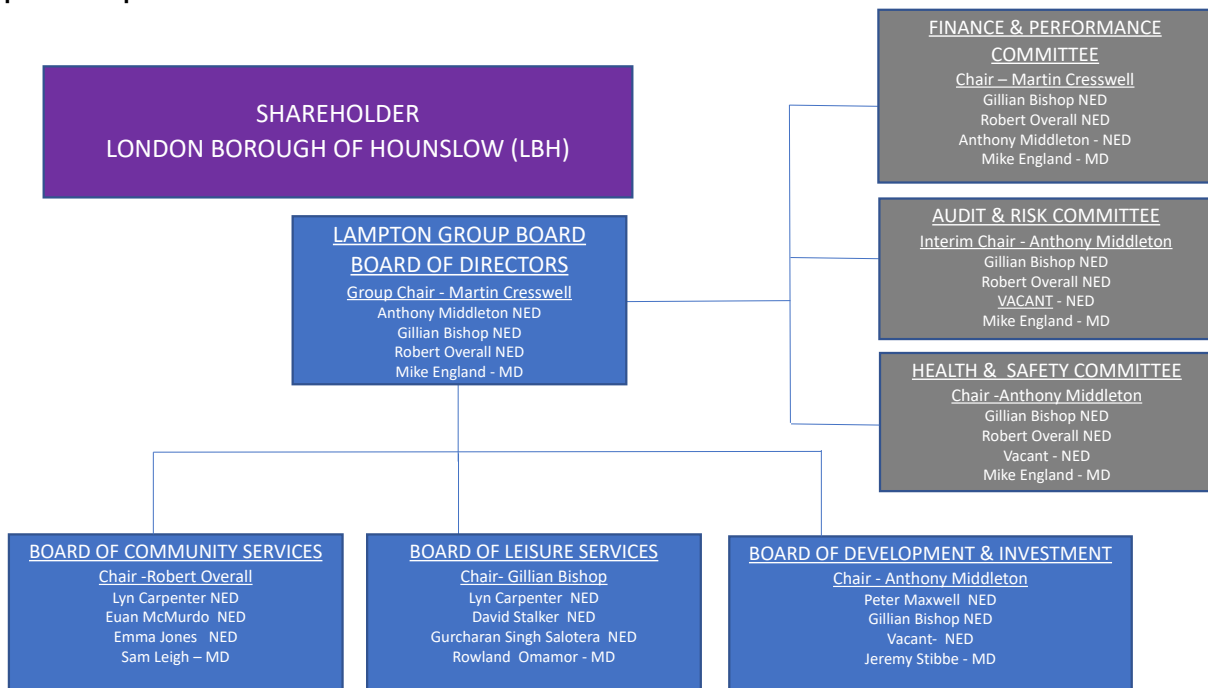 SHAREHOLDER
LONDON BOROUGH OF HOUNSLOW (LBH)
LAMPTON GROUP BOARD
BOARD OF DIRECTORS
Group Chair - Martin Cresswell
Anthony Middleton NED
Gillian Bishop NED
Robert Overall NED
Mike England - MD
FINANCE & PERFORMANCE
COMMITTEE
Chair – Martin Cresswell
Gillian Bishop NED
Robert Overall NED
Anthony Middleton - NED
Mike England - MD
AUDIT & RISK COMMITTEE
Interim Chair - Anthony Middleton
Gillian Bishop NED
Robert Overall NED
VACANT - NED
Mike England - MD
HEALTH & SAFETY COMMITTEE
Chair -Anthony Middleton
Gillian Bishop NED
Robert Overall NED
Vacant - NED
Mike England - MD
BOARD OF COMMUNITY SERVICES
Chair -Robert Overall
Lyn Carpenter NED
Euan McMurdo NED
Emma Jones NED
Sam Leigh – MD
BOARD OF LEISURE SERVICES
Chair- Gillian Bishop
Lyn Carpenter NED
David Stalker NED
Gurcharan Singh Salotera NED
Rowland Omamor - MD
BOARD OF DEVELOPMENT & INVESTMENT
Chair - Anthony Middleton
Peter Maxwell NED
Gillian Bishop NED
Vacant- NED
Jeremy Stibbe - MD